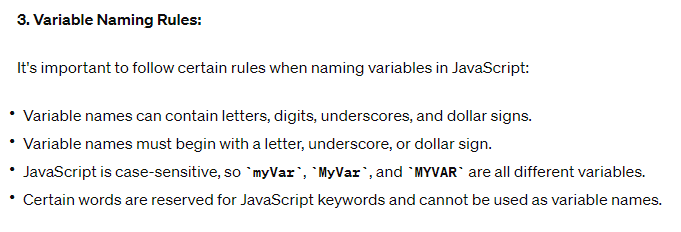 3. Variable Naming Rules:
It's important to follow certain rules when naming variables in JavaScript:
• Variable names can contain letters, digits, underscores, and dollar signs.
• Variable names must begin with a letter, underscore, or dollar sign.
• JavaScript is case-sensitive, so `myVar`, `MyVar`, and `MYVAR` are all different variables.
• Certain words are reserved for JavaScript keywords and cannot be used as variable names.